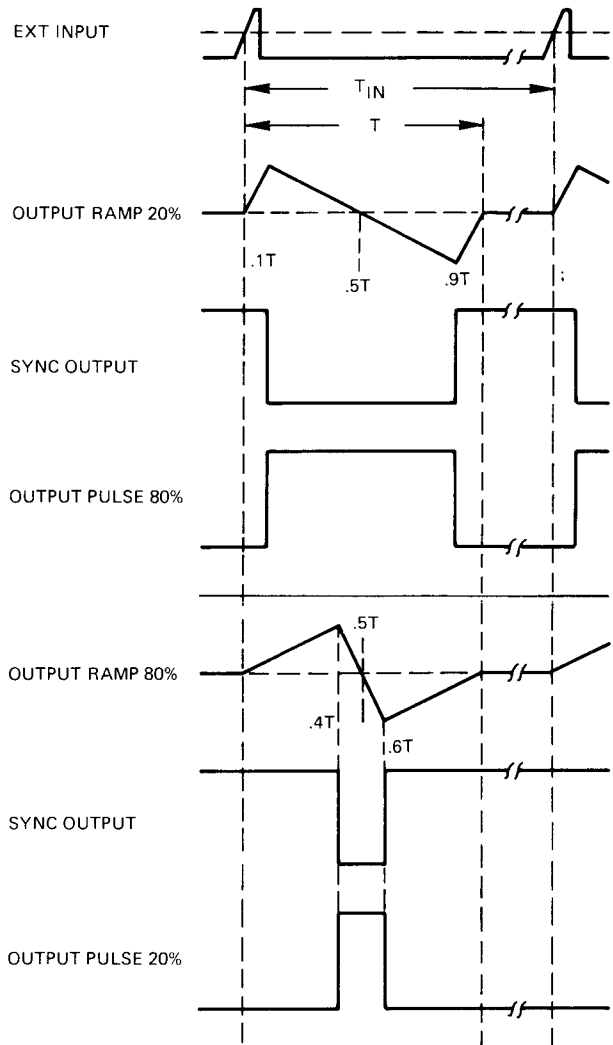 EXT INPUT
T IN
T
OUTPUT RAMP 20%
.1T
.5T
.9T
SYNC OUTPUT
OUTPUT PULSE 80%
.5T
OUTPUT RAMP 80%
.4T
.6T
SYNC OUTPUT
OUTPUT PULSE 20%